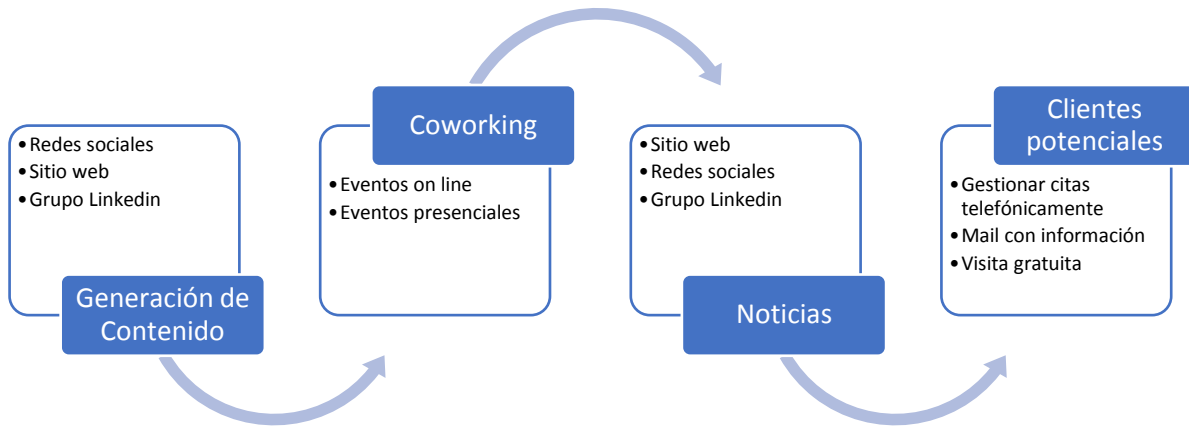 • Redes sociales
• Sitio web
• Grupo Linkedin
Generación de
Contenido
Coworking
• Eventos on line
• Eventos presenciales
• Sitio web
• Redes sociales
• Grupo Linkedin
Noticias
Clientes
potenciales
• Gestionar citas
telefónicamente
• Mail con información
• Visita gratuita